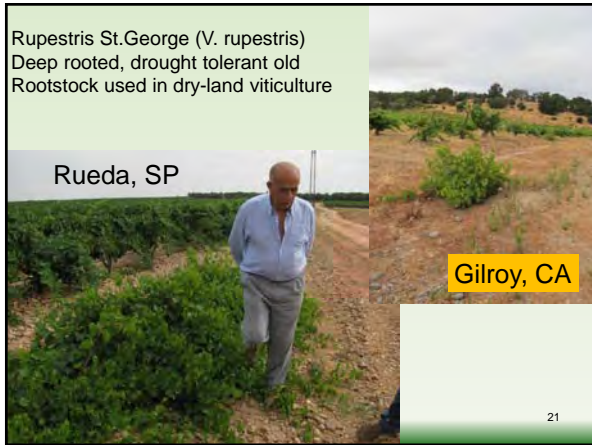 Rupestris St.George (V. rupestris)
Deep rooted, drought tolerant old
Rootstock used in dry-land viticulture
Rueda, SP
Gilroy, CA
21